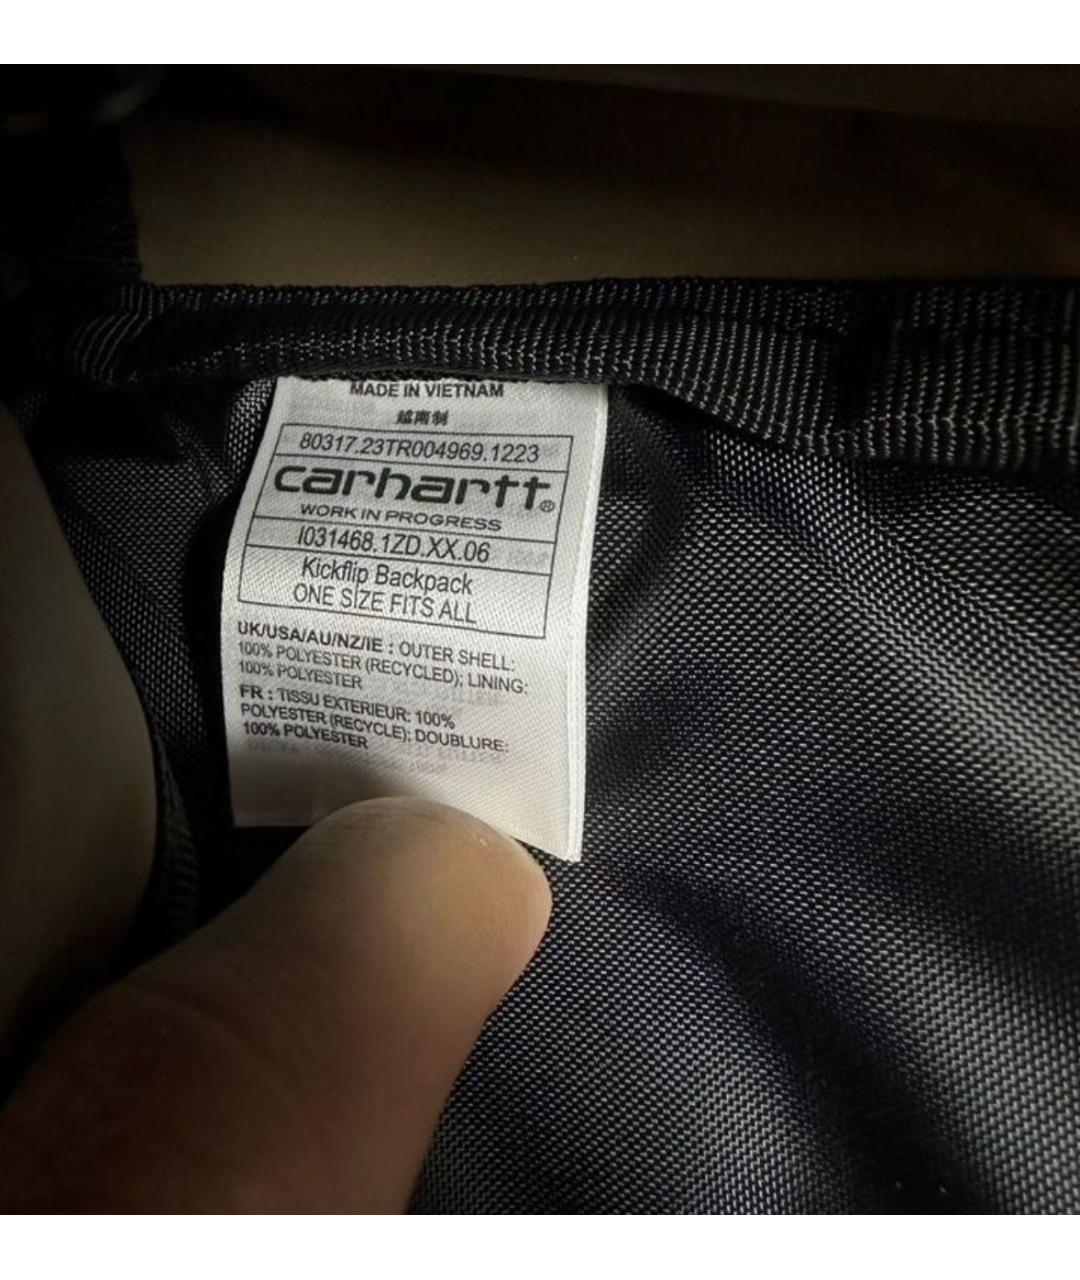 MADE IN VIETNAM
越南制
80317.23TR004969.1223
carhartt®
WORK IN PROGRESS
I031468.1ZD.XX.06
Kickflip Backpack
ONE SIZE FITS ALL
UK/USA/AU/NZ/IE : OUTER SHELL:
100% POLYESTER (RECYCLED); LINING:
100% POLYESTER
FR : TISSU EXTERIEUR: 100%
POLYESTER (RECYCLE); DOUBLURE:
100% POLYESTER